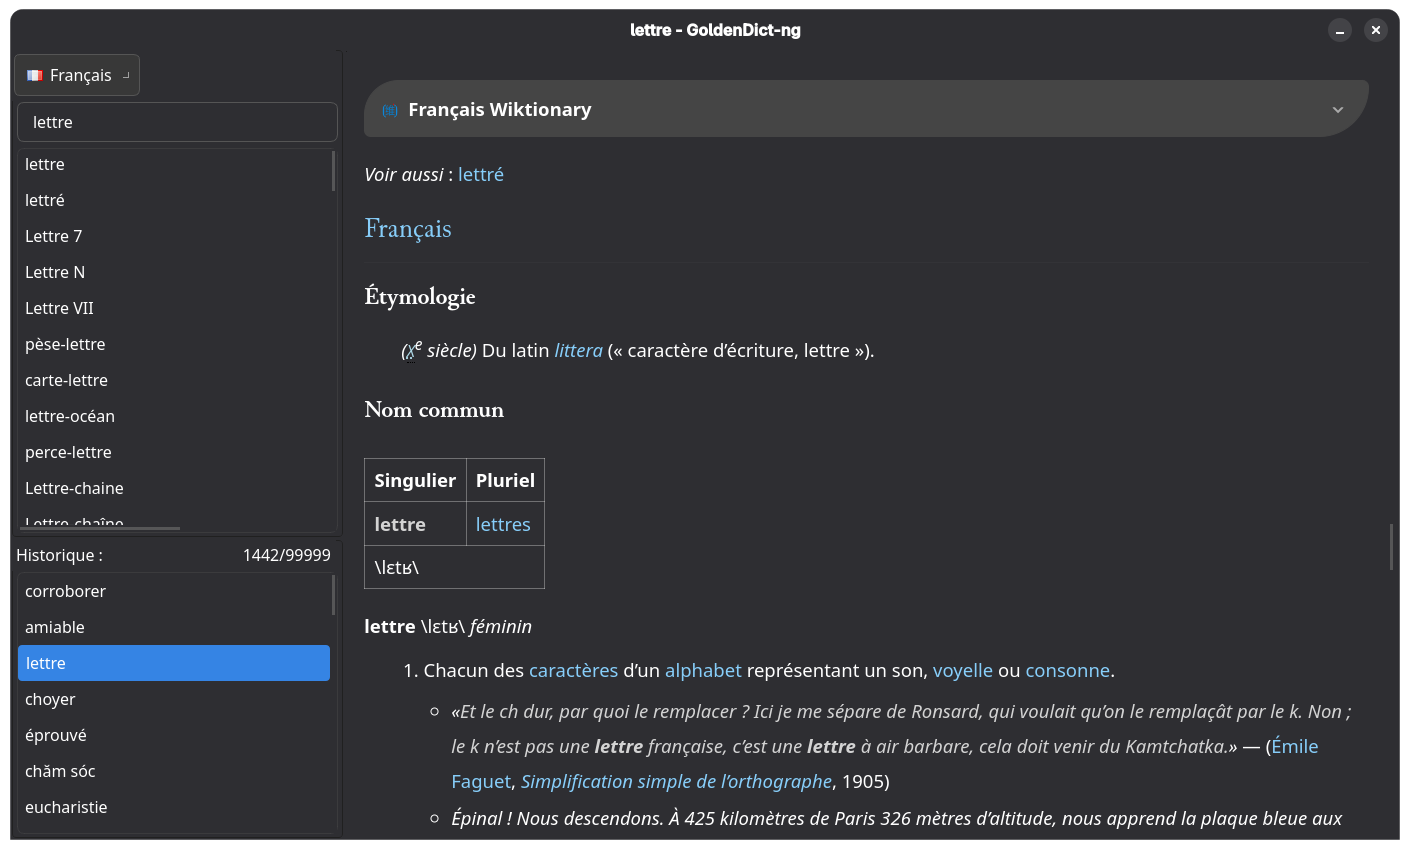 lettre - GoldenDict-ng
Français
lettre
lettre
lettré
Lettre 7
Lettre N
Lettre VII
pèse-lettre
carte-lettre
lettre-océan
perce-lettre
Lettre-chaine
Lettre-chaîne
Historique :
1442/99999
corroborer
amiable
lettre
choyer
éprouvé
chăm sóc
eucharistie
Français Wiktionary
Voir aussi : lettré
Français
Étymologie
(Xe siècle) Du latin littera (« caractère d’écriture, lettre »).
Nom commun
Singulier Pluriel
lettre lettres
\lɛtʁ\
lettre \lɛtʁ\ féminin
1. Chacun des caractères d’un alphabet représentant un son, voyelle ou consonne.
«Et le ch dur, par quoi le remplacer ? Ici je me sépare de Ronsard, qui voulait qu’on le remplaçât par le k. Non ;
le k n’est pas une lettre française, c’est une lettre à air barbare, cela doit venir du Kamtchatka.» — (Émile
Faguet, Simplification simple de l’orthographe, 1905)
Épinal ! Nous descendons. À 425 kilomètres de Paris 326 mètres d’altitude, nous apprend la plaque bleue aux